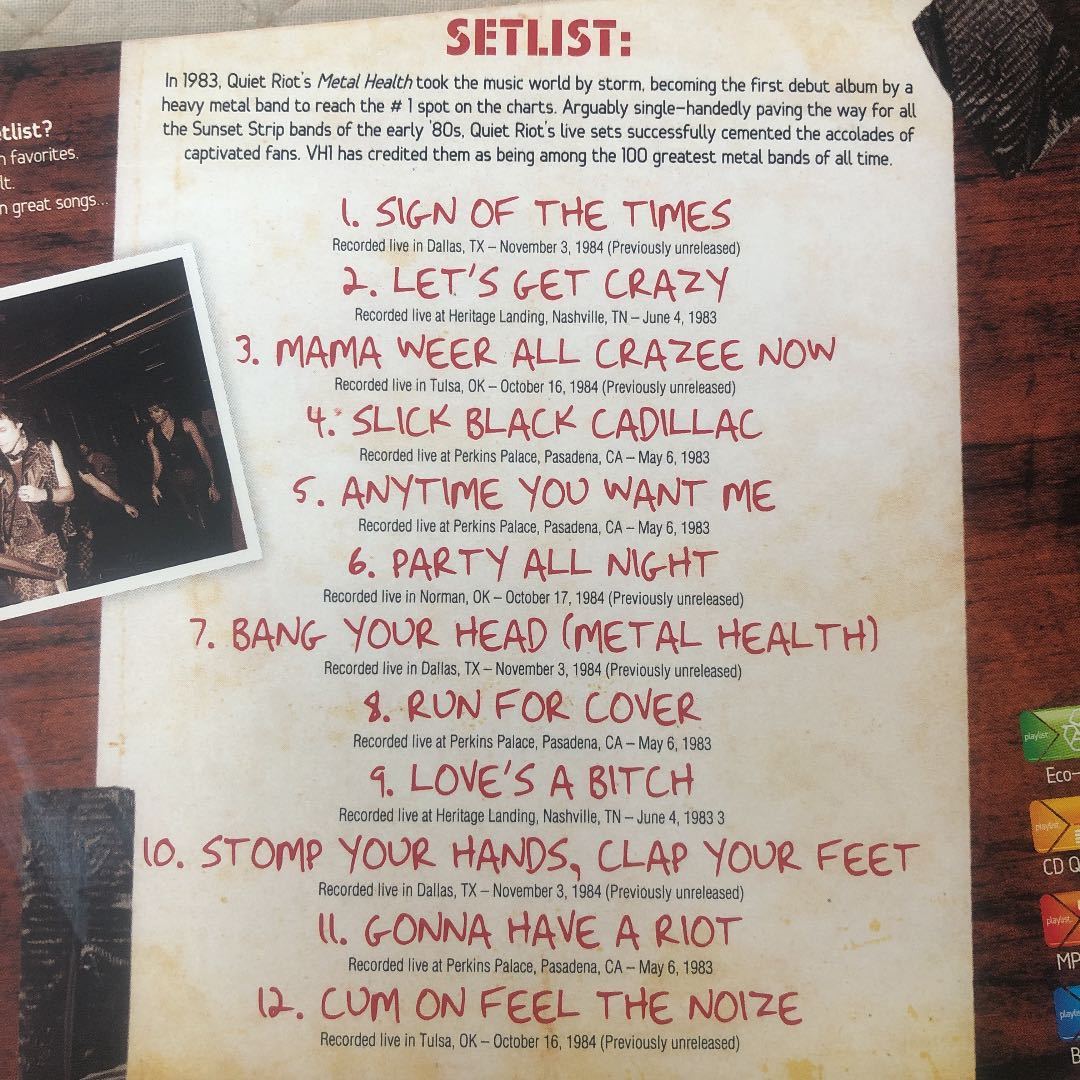 SETLIST:
In 1983, Quiet Riot's Metal Health took the music world by storm, becoming the first debut album by a
heavy metal band to reach the # 1 spot on the charts. Arguably single-handedly paving the way for all
the Sunset Strip bands of the early '80s, Quiet Riot's live sets successfully cemented the accolades of
captivated fans. VH1 has credited them as being among the 100 greatest metal bands of all time.
tlist?
n favorites.
lt.
n great songs...
1. SIGN OF THE TIMES
Recorded live in Dallas, TX – November 3, 1984 (Previously unreleased)
2. LET'S GET CRAZY
Recorded live at Heritage Landing, Nashville, TN – June 4, 1983
3. MAMA WEER ALL CRAZEE NOW
Recorded live in Tulsa, OK – October 16, 1984 (Previously unreleased)
4. SLICK BLACK CADILLAC
Recorded live at Perkins Palace, Pasadena, CA – May 6, 1983
5. ANYTIME YOU WANT ME
Recorded live at Perkins Palace, Pasadena, CA – May 6, 1983
6. PARTY ALL NIGHT
Recorded live in Norman, OK – October 17, 1984 (Previously unreleased)
7. BANG YOUR HEAD (METAL HEALTH)
Recorded live in Dallas, TX – November 3, 1984 (Previously unreleased)
8. RUN FOR COVER
Recorded live at Perkins Palace, Pasadena, CA – May 6, 1983
9. LOVE'S A BITCH
Recorded live at Heritage Landing, Nashville, TN – June 4, 1983 3
10. STOMP YOUR HANDS, CLAP YOUR FEET
Recorded live in Dallas, TX – November 3, 1984 (Previously unreleased)
11. GONNA HAVE A RIOT
Recorded live at Perkins Palace, Pasadena, CA – May 6, 1983
12. CUM ON FEEL THE NOIZE
Recorded live in Tulsa, OK – October 16, 1984 (Previously unreleased)
playlist
Eco-
playlist
CD Q
playlist
MP
playli
B